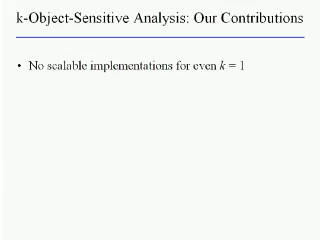 k-Object-Sensitive Analysis: Our Contributions
• No scalable implementations for even k = 1